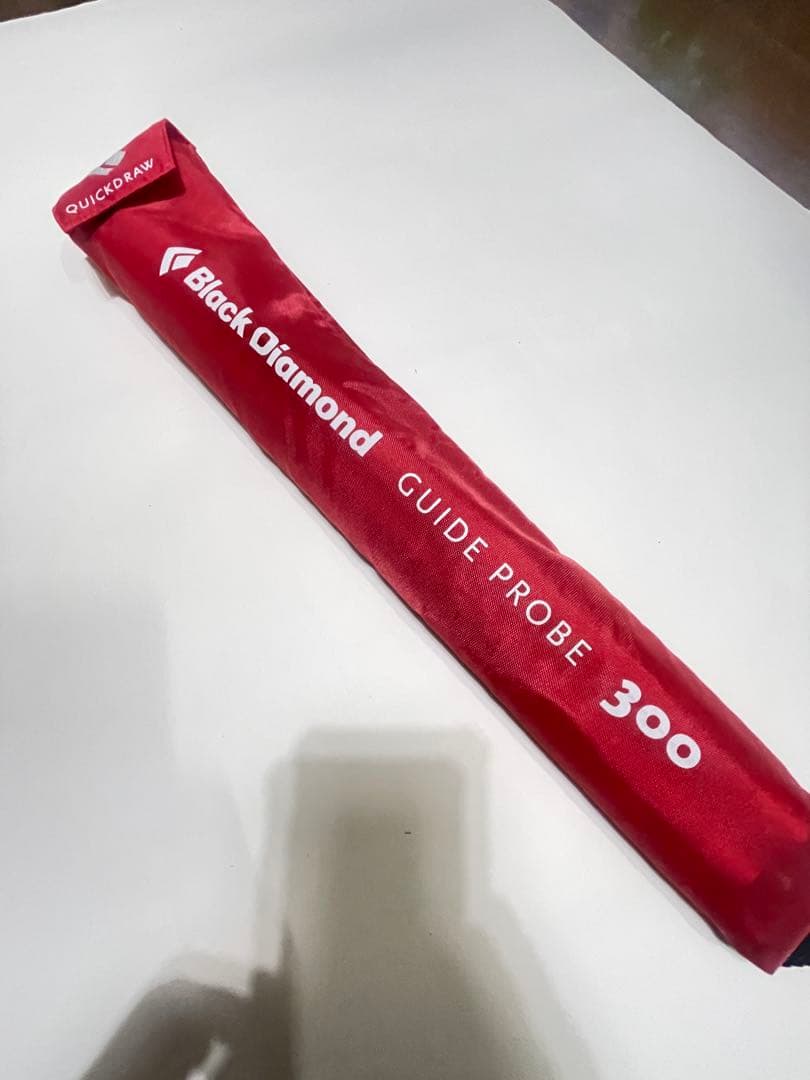 QUICKDRAW
Black Diamond GUIDE PROBE 300